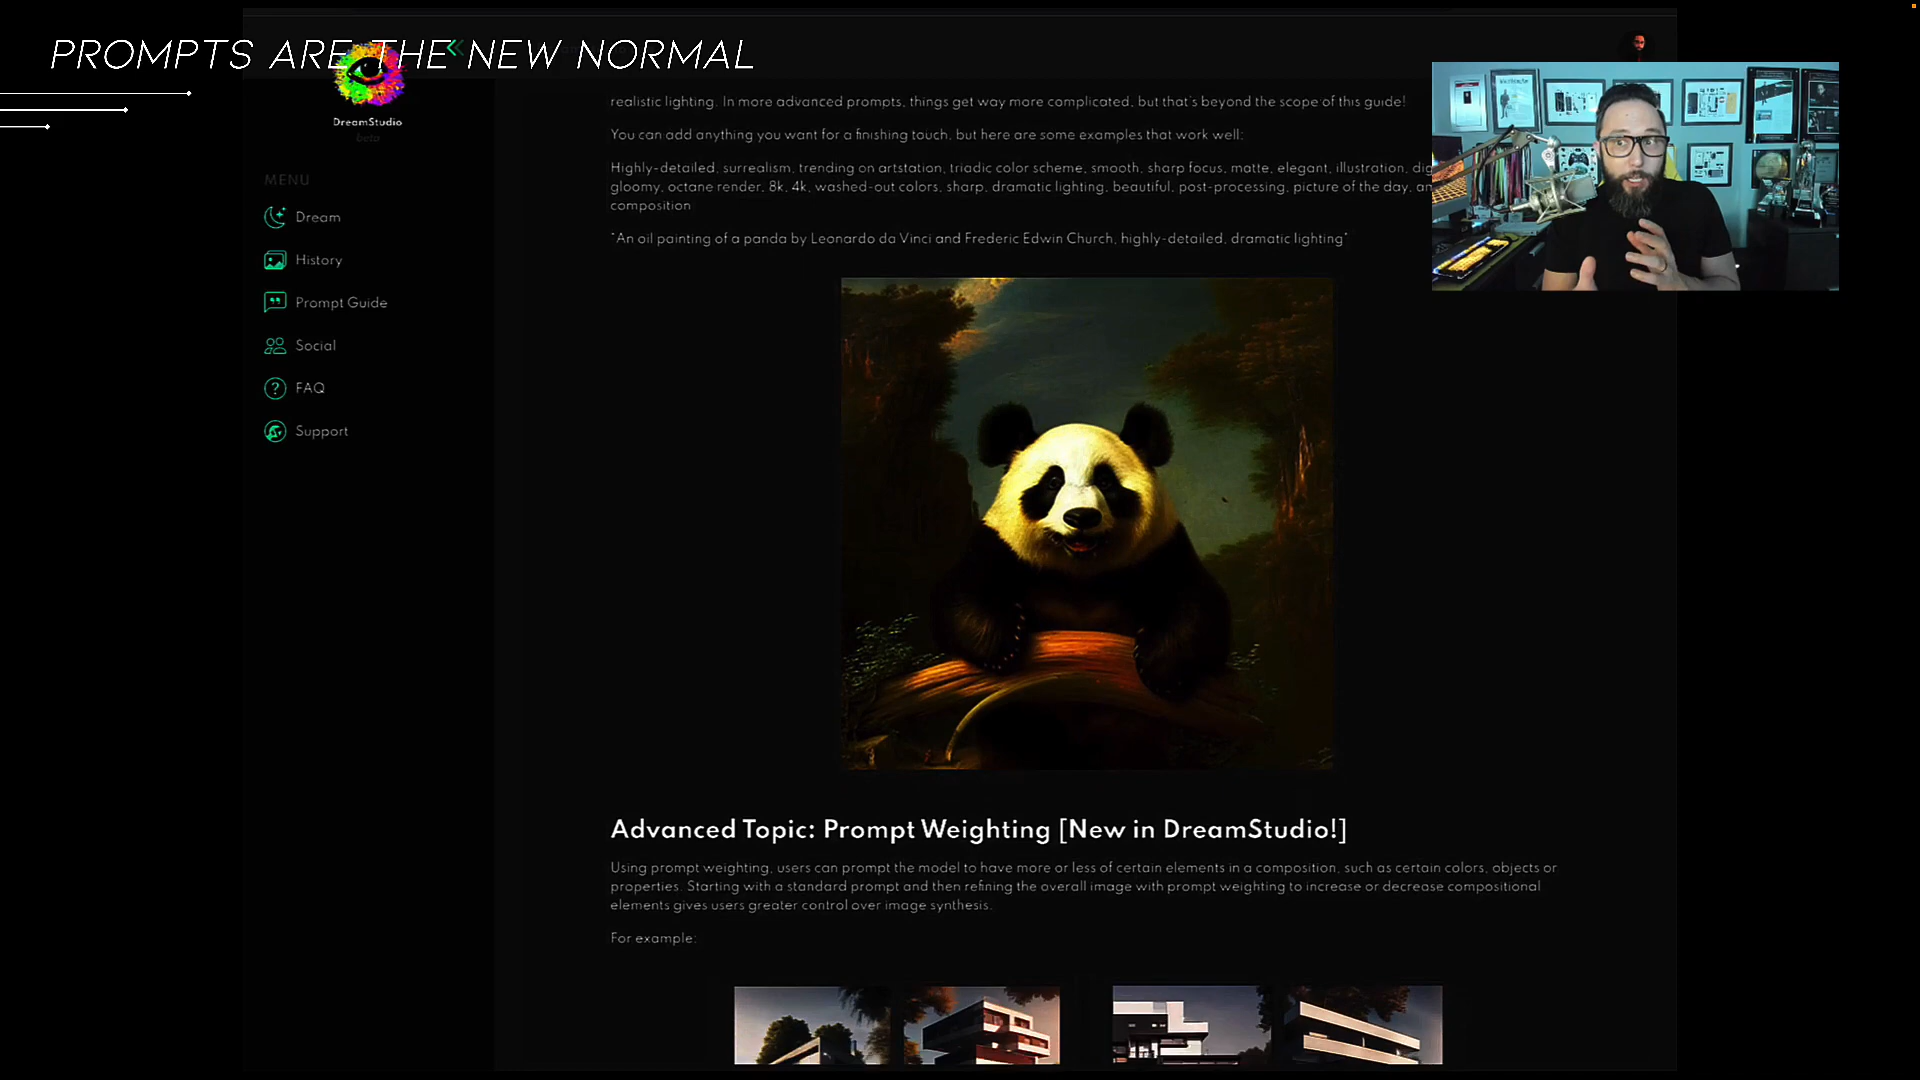 PROMPTS ARE THE NEW NORMAL
DreamStudio
beta
MENU
Dream
History
Prompt Guide
Social
FAQ
Support
realistic lighting. In more advanced prompts, things get way more complicated, but that's beyond the scope of this guide!
You can add anything you want for a finishing touch, but here are some examples that work well:
Highly-detailed, surrealism, trending on artstation, triadic color scheme, smooth, sharp focus, matte, elegant, illustration,
gloomy, octane render, 8k, 4k, washed-out colors, sharp, dramatic lighting, beautiful, post-processing, picture of the day,
composition
"An oil painting of a panda by Leonardo da Vinci and Frederic Edwin Church, highly-detailed, dramatic lighting"
Advanced Topic: Prompt Weighting [New in DreamStudio!]
Using prompt weighting, users can prompt the model to have more or less of certain elements in a composition, such as certain colors, objects or
properties. Starting with a standard prompt and then refining the overall image with prompt weighting to increase or decrease compositional
elements gives users greater control over image synthesis.
For example: